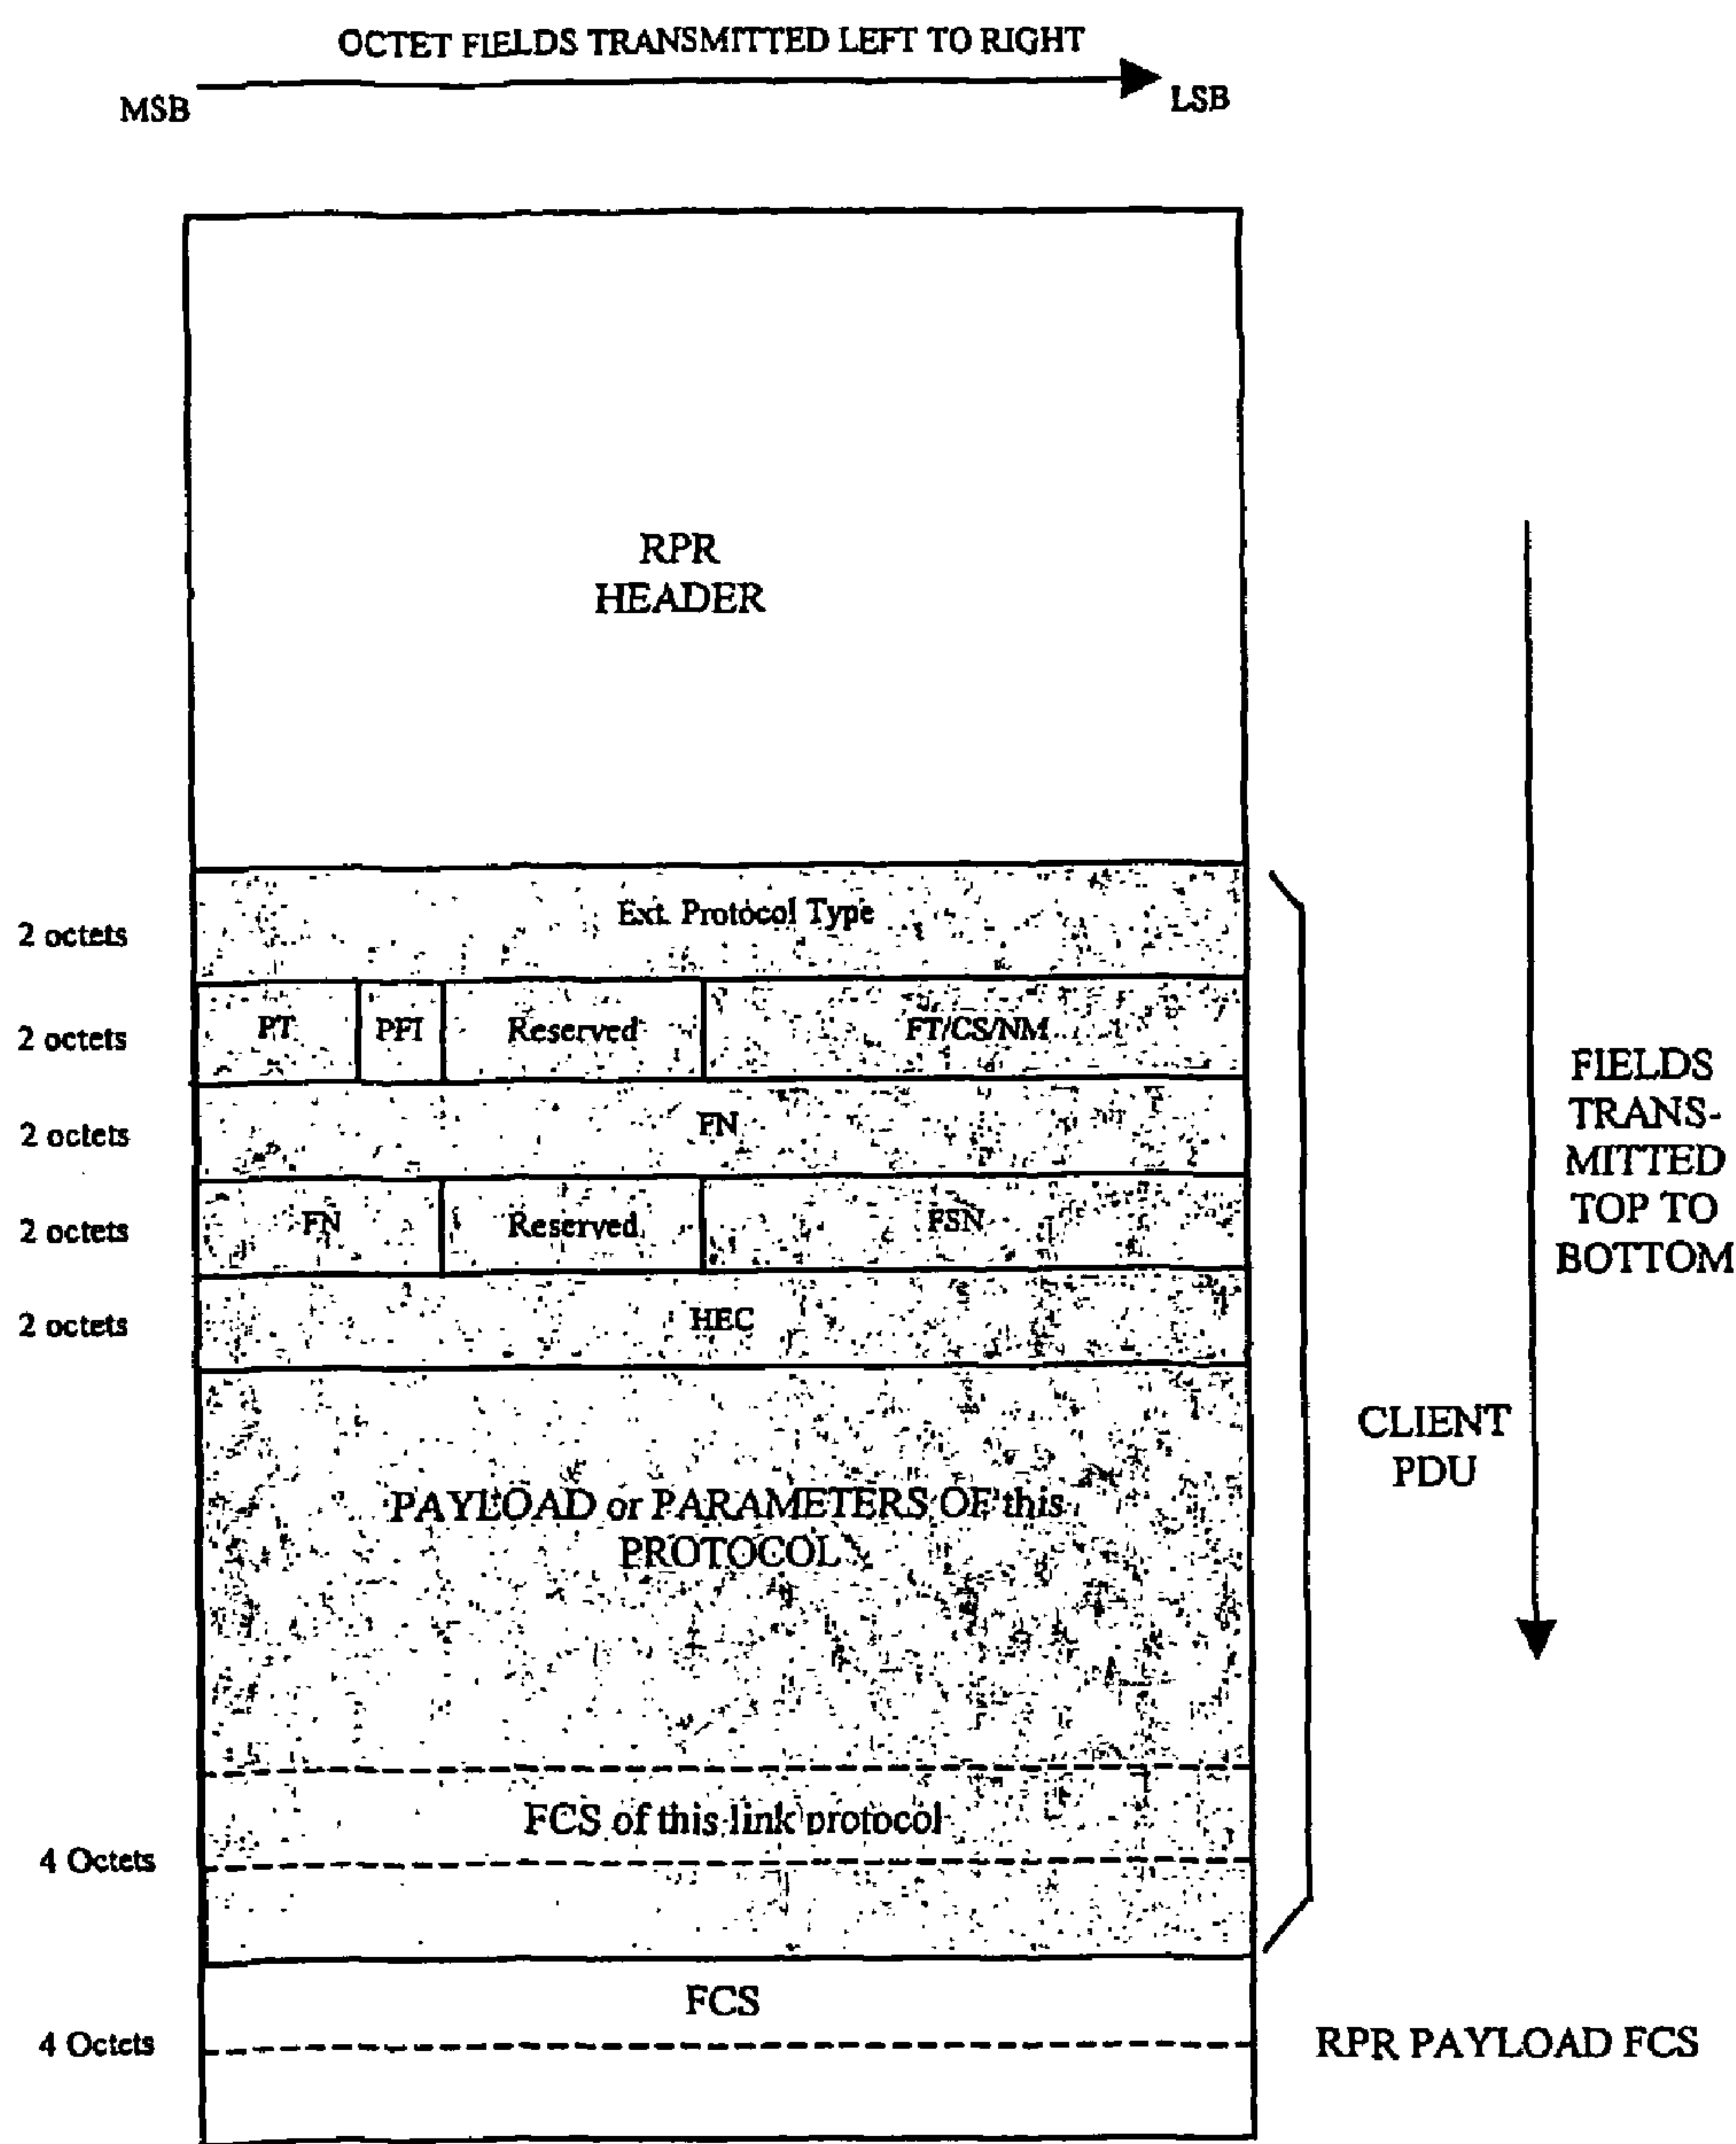 OCTET FIELDS TRANSMITTED LEFT TO RIGHT
MSB
LSB
RPR
HEADER
2 octets
Ext. Protocol Type
2 octets
PT
PFI
Reserved
FT/CS/NM
2 octets
FN
2 octets
FN
Reserved
FSN
2 octets
HEC
PAYLOAD or PARAMETERS OF this
PROTOCOL
FCS of this link protocol
4 Octets
FCS
4 Octets
RPR PAYLOAD FCS
CLIENT
PDU
FIELDS
TRANS-
MITTED
TOP TO
BOTTOM